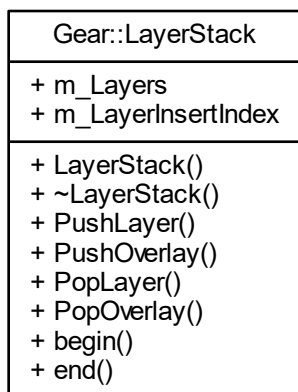 Gear::LayerStack
+ m_Layers
+ m_LayerInsertIndex
+ LayerStack()
+ ~LayerStack()
+ PushLayer()
+ PushOverlay()
+ PopLayer()
+ PopOverlay()
+ begin()
+ end()